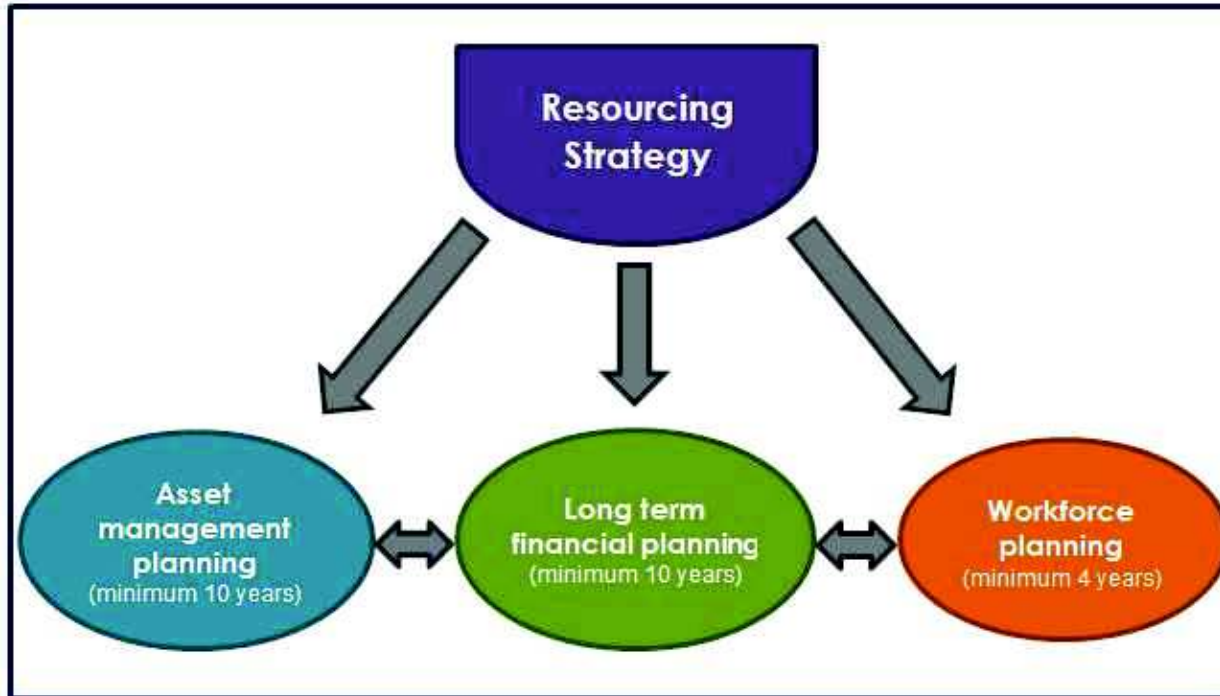 Resourcing
Strategy
Asset
management
planning
(minimum 10 years)
Long term
financial planning
(minimum 10 years)
Workforce
planning
(minimum 4 years)